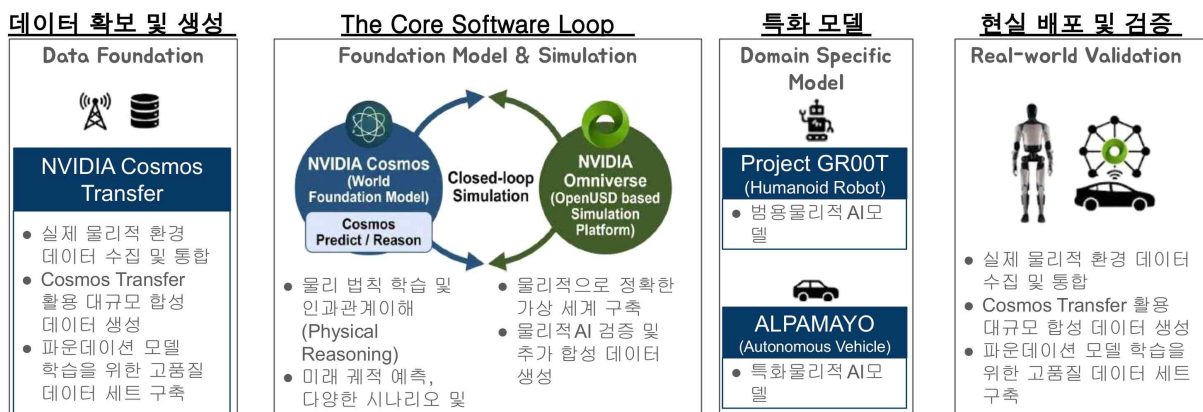 데이터 확보 및 생성
Data Foundation
NVIDIA Cosmos
Transfer
● 실제 물리적 환경
데이터 수집 및 통합
● Cosmos Transfer
활용 대규모 합성
데이터 생성
● 파운데이션 모델
학습을 위한 고품질
데이터 세트 구축
The Core Software Loop
Foundation Model & Simulation
NVIDIA Cosmos
(World
Foundation Model)
Cosmos
Predict / Reason
Closed-loop
Simulation
NVIDIA
Omniverse
(OpenUSD based
Simulation
Platform)
● 물리 법칙 학습 및
인과관계이해
(Physical
Reasoning)
● 미래 궤적 예측,
다양한 시나리오 및
● 물리적으로 정확한
가상 세계 구축
● 물리적AI 검증 및
추가 합성 데이터
생성
특화 모델
Domain Specific
Model
Project GR00T
(Humanoid Robot)
● 범용물리적AI모
델
ALPAMAYO
(Autonomous Vehicle)
● 특화물리적AI모
델
현실 배포 및 검증
Real-world Validation
● 실제 물리적 환경 데이터
수집 및 통합
● Cosmos Transfer 활용
대규모 합성 데이터 생성
● 파운데이션 모델 학습을
위한 고품질 데이터 세트
구축